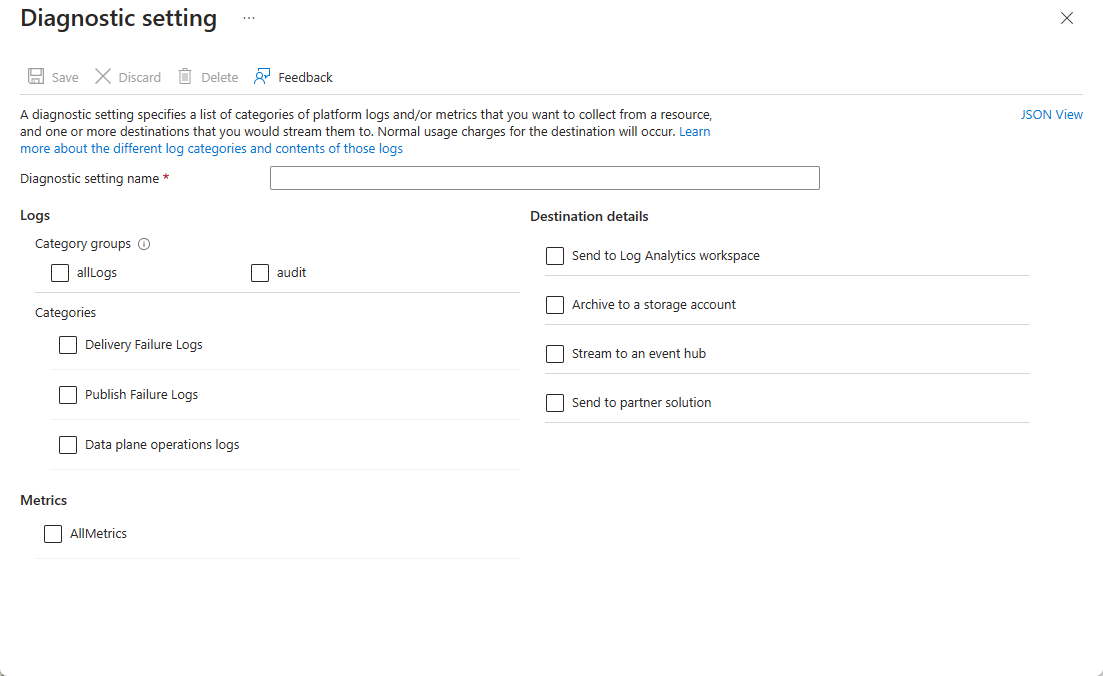 Diagnostic setting ...
Save Discard Delete Feedback
A diagnostic setting specifies a list of categories of platform logs and/or metrics that you want to collect from a resource,
and one or more destinations that you would stream them to. Normal usage charges for the destination will occur. Learn
more about the different log categories and contents of those logs
JSON View
Diagnostic setting name *
Logs
Category groups
allLogs audit
Categories
Delivery Failure Logs
Publish Failure Logs
Data plane operations logs
Metrics
AllMetrics
Destination details
Send to Log Analytics workspace
Archive to a storage account
Stream to an event hub
Send to partner solution